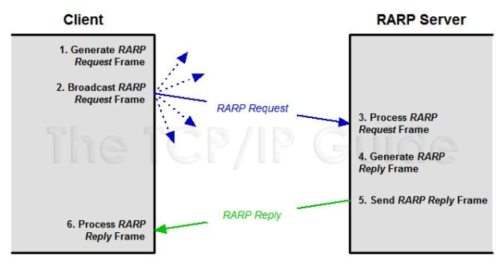 Client
RARP Server
1. Generate RARP
Request Frame
2. Broadcast RARP
Request Frame
RARP Request
3. Process RARP
Request Frame
The TCP/IP Guide
4. Generate RARP
Reply Frame
5. Send RARP Reply Frame
RARP Reply
6. Process RARP
Reply Frame